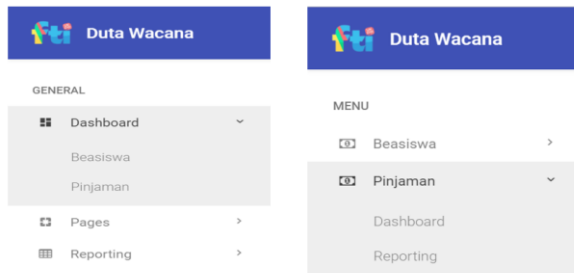 fti Duta Wacana
GENERAL
Dashboard
Beasiswa
Pinjaman
Pages
Reporting
fti Duta Wacana
MENU
Beasiswa
Pinjaman
Dashboard
Reporting